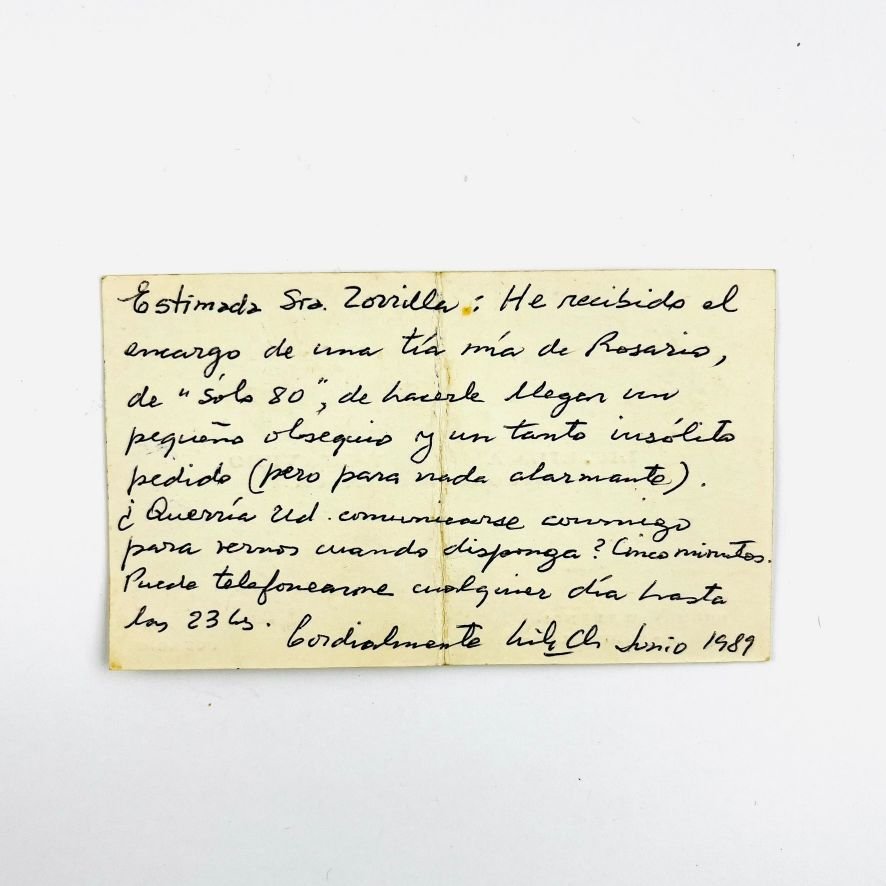 Estimada Sra. Zorrilla: He recibido el
encargo de una tía mía de Rosario,
de "Sólo 80", de hacerle llegar un
pequeño obsequio y un tanto insólito
pedido (pero para nada alarmante).
¿Querría Ud. comunicarse conmigo
para vernos cuando disponga? Cinco minutos.
Puede telefonearme cualquier día hasta
las 23 hs.
Cordialmente Junio 1989